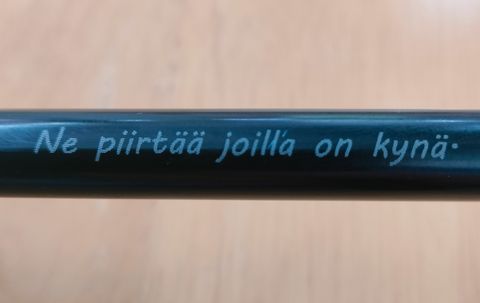 Ne piirtää joilla on kynä.